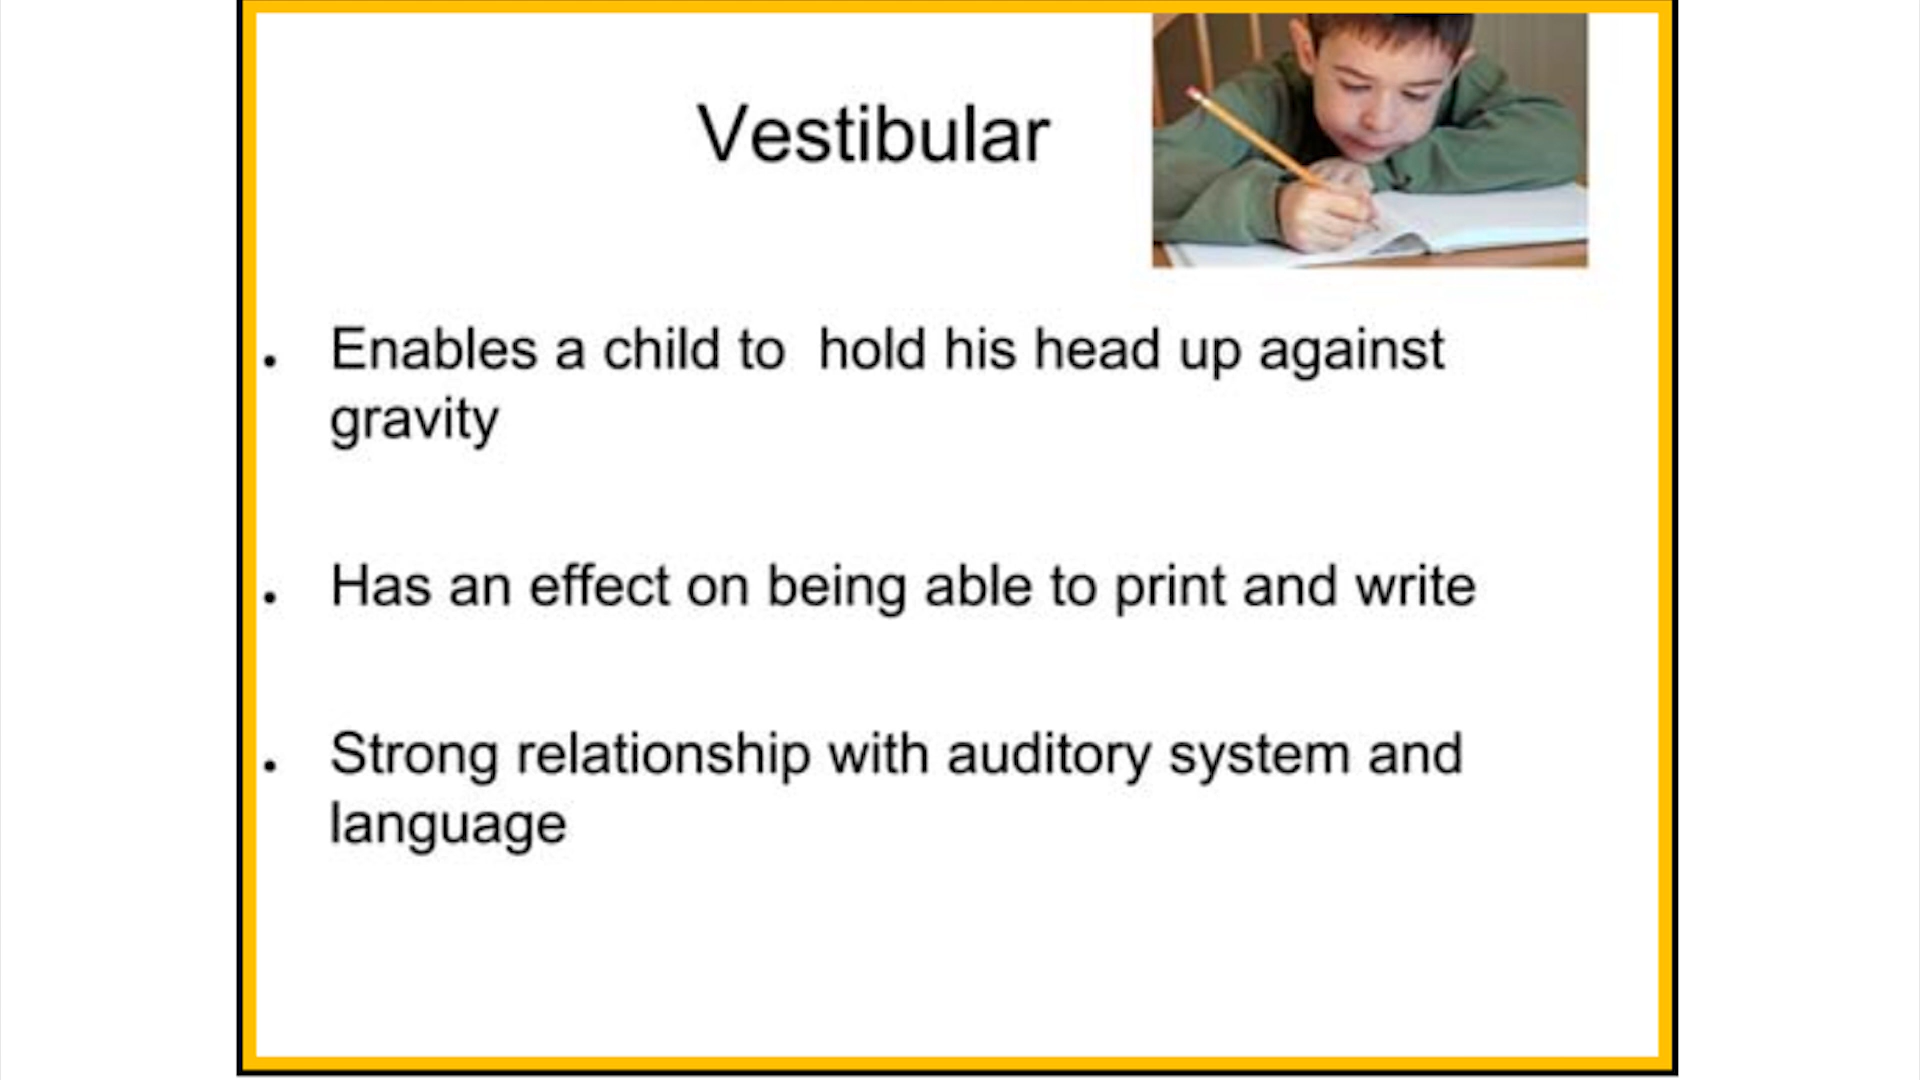 Vestibular
. Enables a child to  hold his head up against
gravity
. Has an effect on being able to print and write
. Strong relationship with auditory system and
language